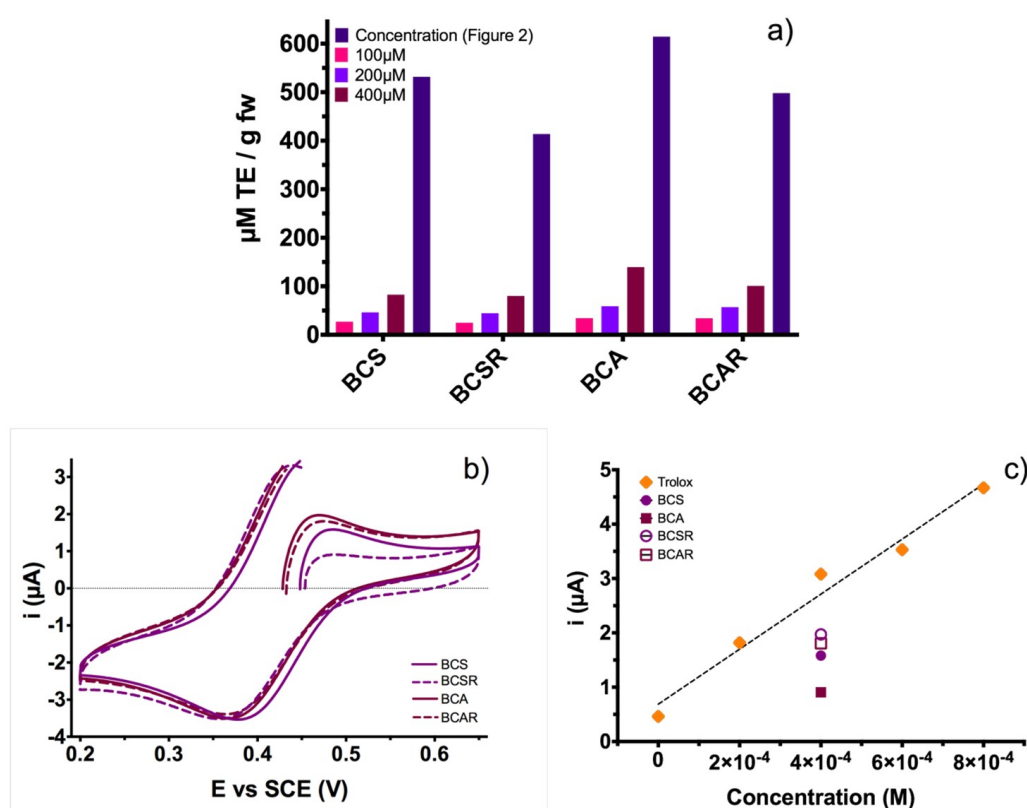 a)
Concentration (Figure 2)
100µM
200µM
400µM
µM TE / g fw
600
500
400
300
200
100
0
BCS
BCSR
BCA
BCAR
b)
i (µA)
3
2
1
0
-1
-2
-3
-4
0.2
0.3
0.4
0.5
0.6
E vs SCE (V)
BCS
BCSR
BCA
BCAR
c)
Trolox
BCS
BCA
BCSR
BCAR
i (µA)
5
4
3
2
1
0
0
2×10⁻⁴
4×10⁻⁴
6×10⁻⁴
8×10⁻⁴
Concentration (M)